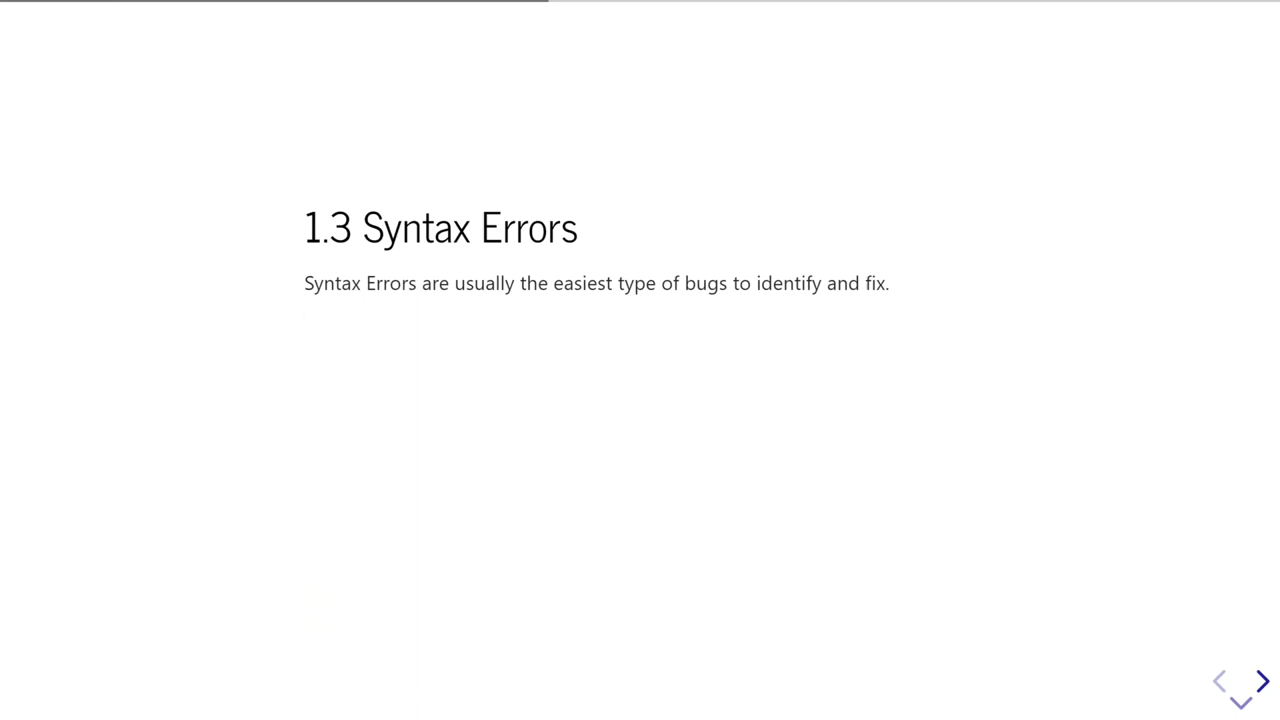 1.3 Syntax Errors
Syntax Errors are usually the easiest type of bugs to identify and fix.